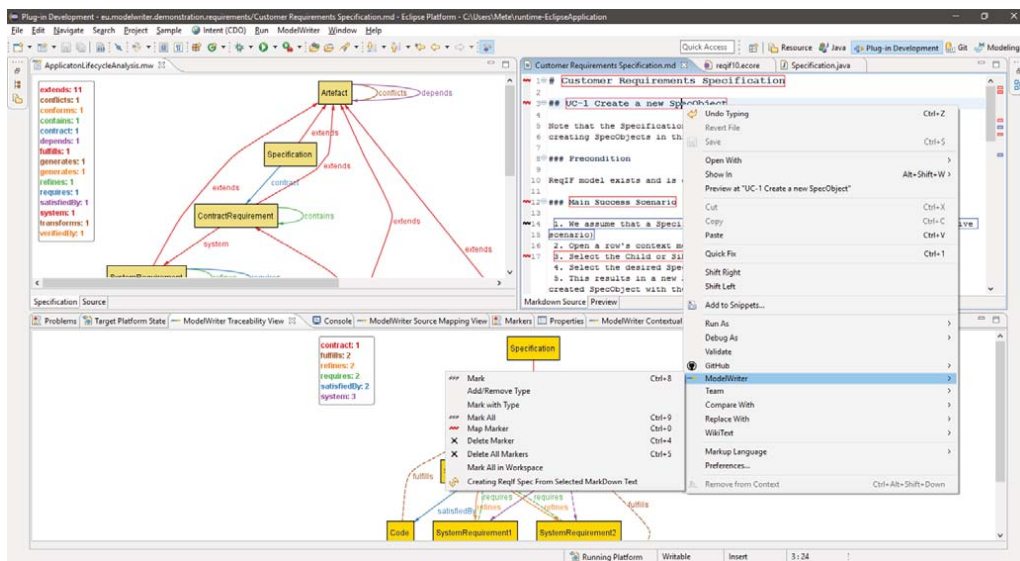 Plug-in Development - eu.modelwriter.demonstration.requirements/Customer Requirements Specification.md - Eclipse Platform - C:\Users\Mete\runtime-EclipseApplication
File Edit Navigate Search Project Sample Intent (CDO) Run ModelWriter Window Help
Quick Access Resource Java Plug-in Development Git Modeling
ApplicatonLifecycleAnalysis.mw
extends: 11
conflicts: 1
conforms: 1
contains: 1
contract: 1
depends: 1
fulfills: 1
generates: 1
generates: 1
refines: 1
requires: 1
satisfiedBy: 1
system: 1
transforms: 1
verifiedBy: 1
Artefact
conflicts
depends
extends
Specification
extends
extends
contract
ContractRequirement
contains
extends
system
extends
SystemRequirement
Specification Source
Customer Requirements Specification.md reqif10.ecore Specification.java
1 # Customer Requirements Specification
2
3 ## UC-1 Create a new SpecObject
4
5 Note that the Specification
6 creating SpecObjects in th
7
8 ### Precondition
9
10 ReqIF model exists and is
11
12 ### Main Success Scenario
13
14 1. We assume that a Speci
ive
15 scenario)
16 2. Open a row's context me
17 3. Select the Child or Si
4. Select the desired Spe
5. This results in a new
created SpecObject with th
Markdown Source Preview
Undo Typing Ctrl+Z
Revert File
Save Ctrl+S
Open With
Show In Alt+Shift+W
Preview at "UC-1 Create a new SpecObject"
Cut Ctrl+X
Copy Ctrl+C
Paste Ctrl+V
Quick Fix Ctrl+1
Shift Right
Shift Left
Add to Snippets...
Run As
Debug As
Validate
GitHub
ModelWriter
Team
Compare With
Replace With
WikiText
Markup Language
Preferences...
Remove from Context Ctrl+Alt+Shift+Down
Problems Target Platform State ModelWriter Traceability View Console ModelWriter Source Mapping View Markers Properties ModelWriter Contextual
contract: 1
fulfills: 2
refines: 2
requires: 2
satisfiedBy: 2
system: 3
Specification
Mark Ctrl+8
Add/Remove Type
Mark with Type
Mark All Ctrl+9
Map Marker Ctrl+0
Delete Marker Ctrl+4
Delete All Markers Ctrl+5
Mark All in Workspace
Creating ReqIf Spec From Selected MarkDown Text
fulfills
requires
requires
fulfills
satisfiedBy
refines
refines
Code
SystemRequirement1
SystemRequirement2
Running Platform Writable Insert 3:24